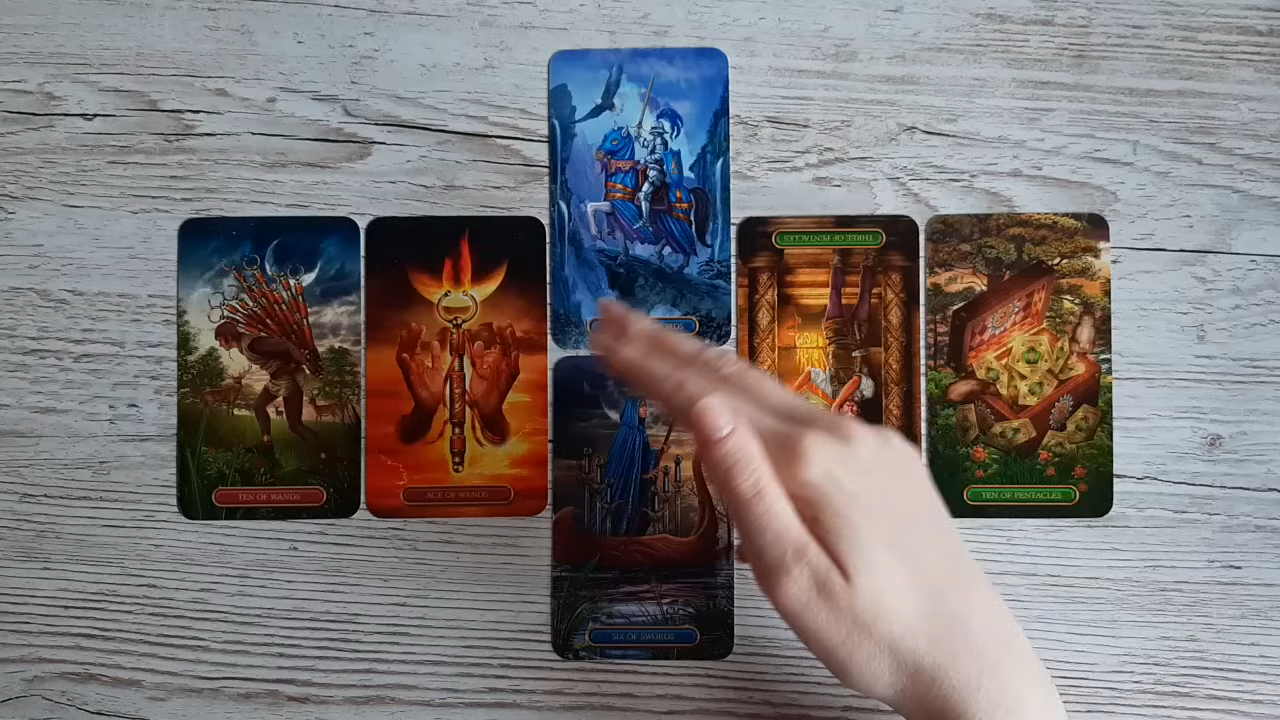 THREE OF PENTACLES
TEN OF WANDS
ACE OF WANDS
TEN OF PENTACLES
SIX OF SWORDS